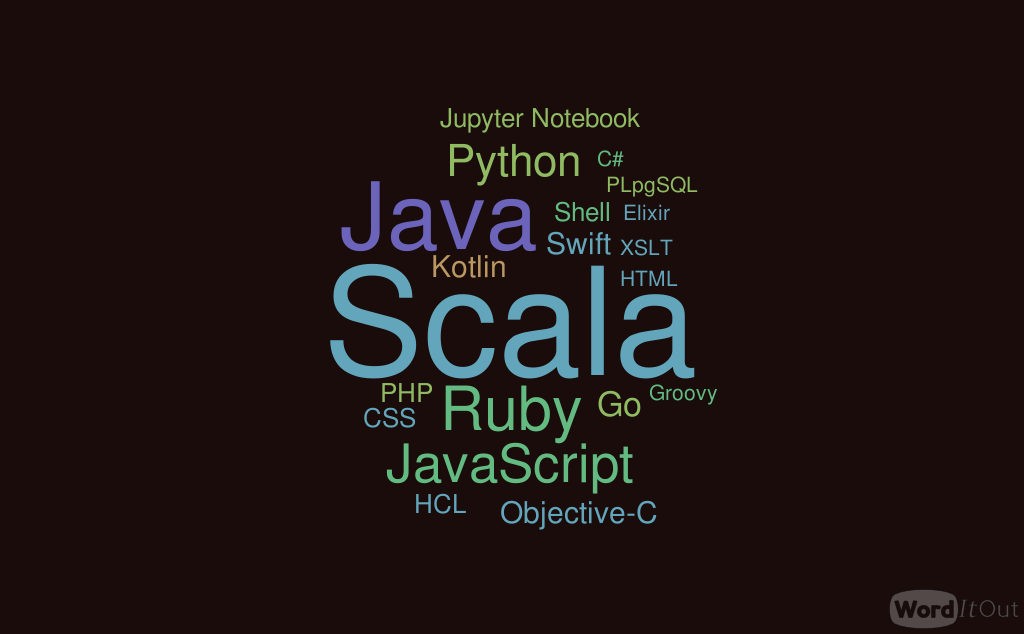 Jupyter Notebook
Python C#
PLpgSQL
Java Shell Elixir
Swift XSLT
Kotlin HTML
Scala
PHP Ruby Go Groovy
CSS
JavaScript
HCL Objective-C
WordItOut